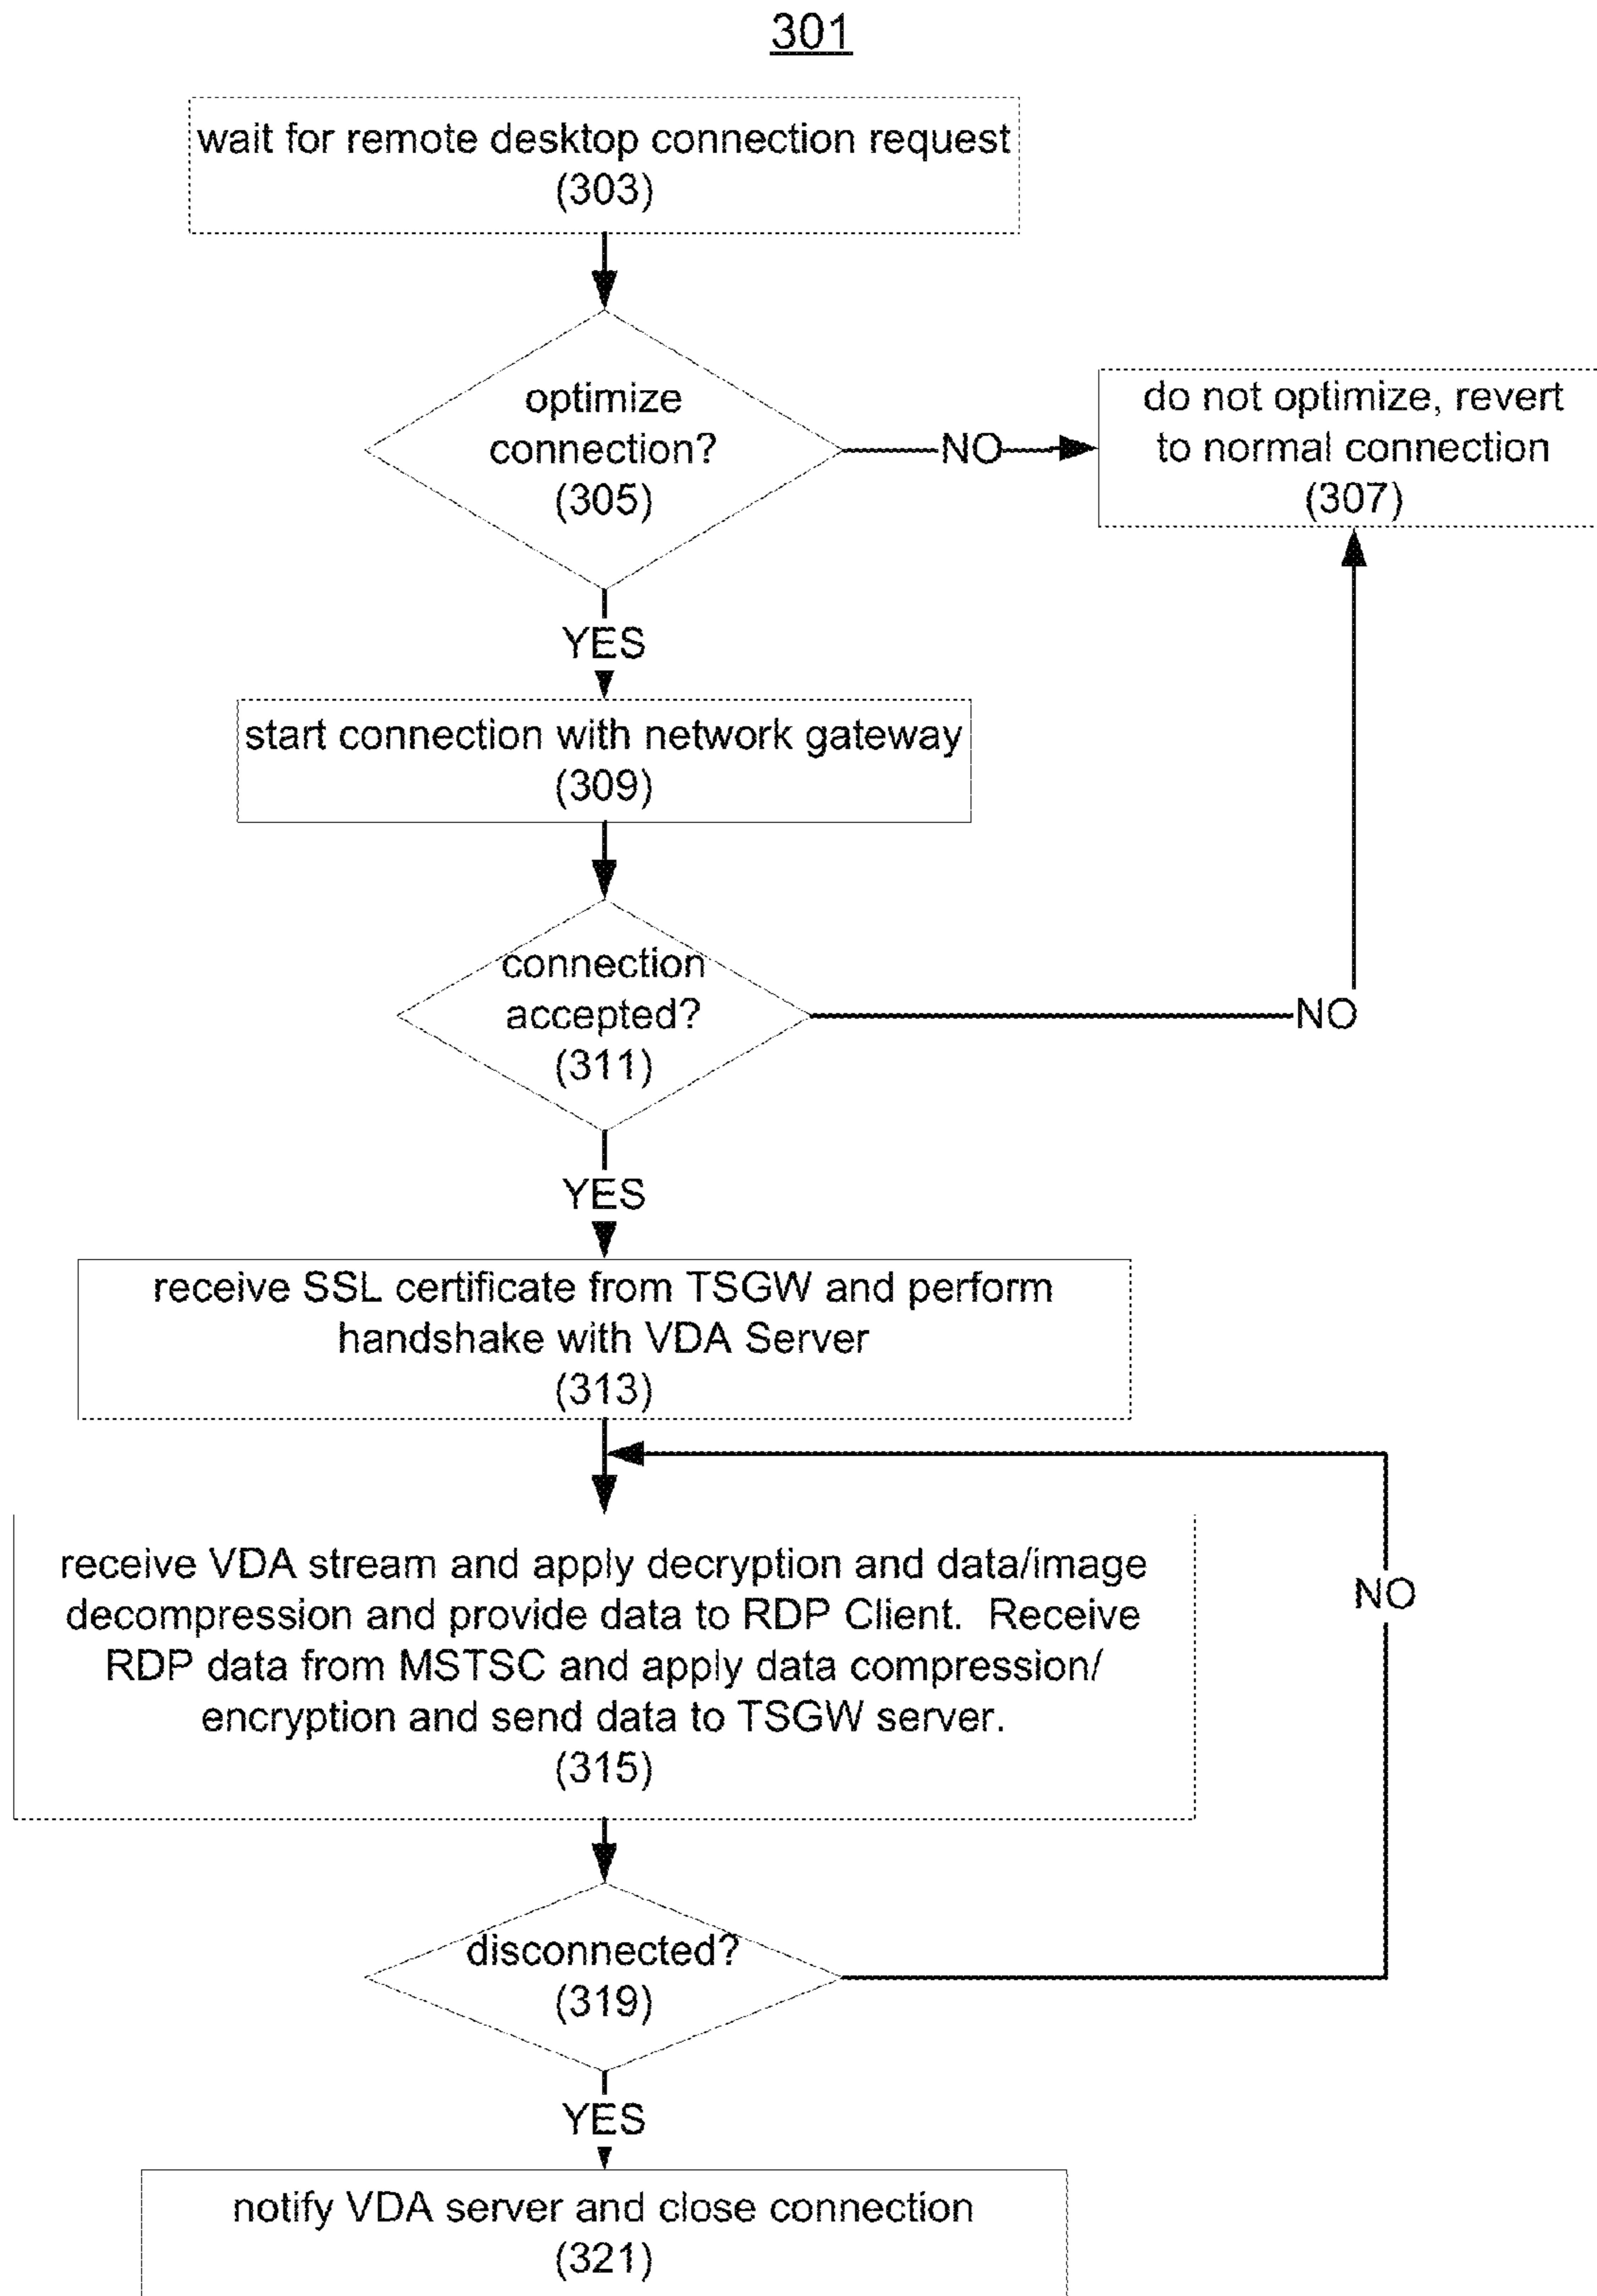 301
wait for remote desktop connection request
(303)
optimize
connection?
(305)
NO
do not optimize, revert
to normal connection
(307)
YES
start connection with network gateway
(309)
connection
accepted?
(311)
NO
YES
receive SSL certificate from TSGW and perform
handshake with VDA Server
(313)
receive VDA stream and apply decryption and data/image
decompression and provide data to RDP Client. Receive
RDP data from MSTSC and apply data compression/
encryption and send data to TSGW server.
(315)
NO
disconnected?
(319)
YES
notify VDA server and close connection
(321)